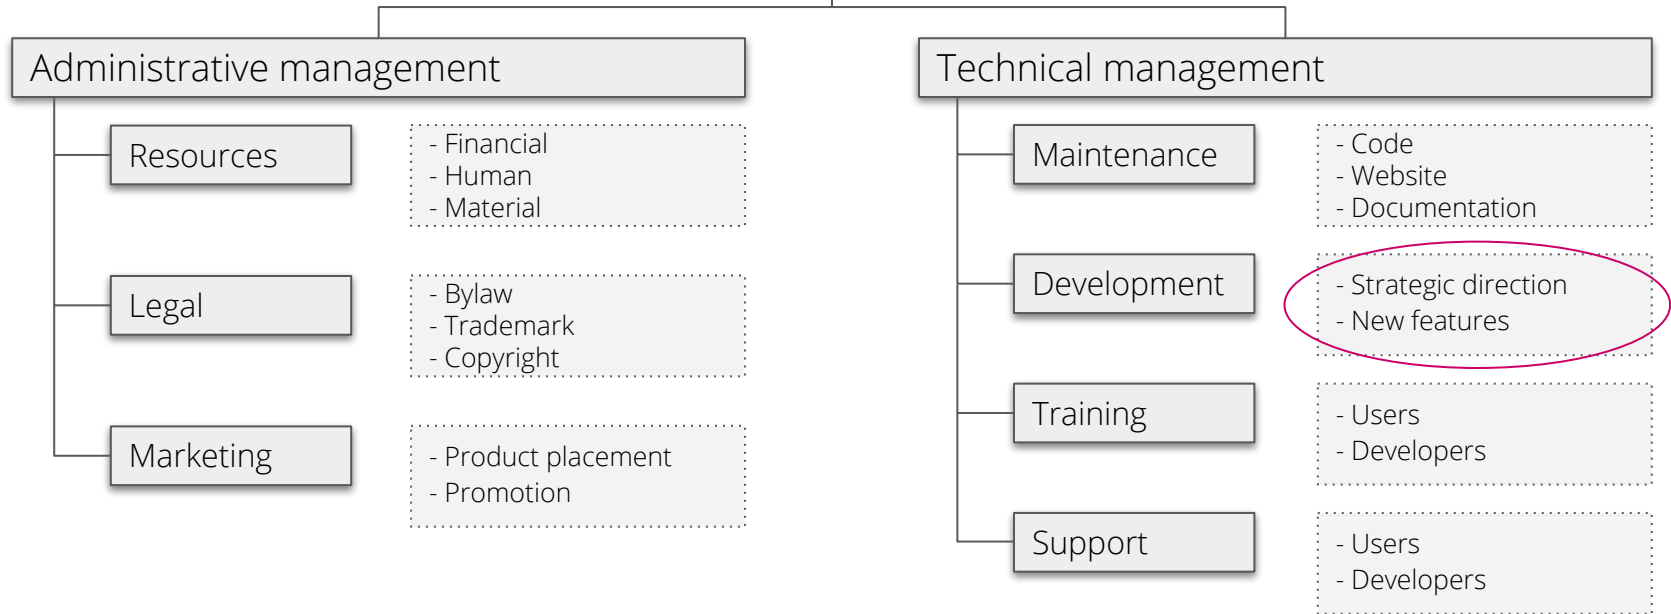 Administrative management
Resources
- Financial
- Human
- Material
Legal
- Bylaw
- Trademark
- Copyright
Marketing
- Product placement
- Promotion
Technical management
Maintenance
- Code
- Website
- Documentation
Development
- Strategic direction
- New features
Training
- Users
- Developers
Support
- Users
- Developers